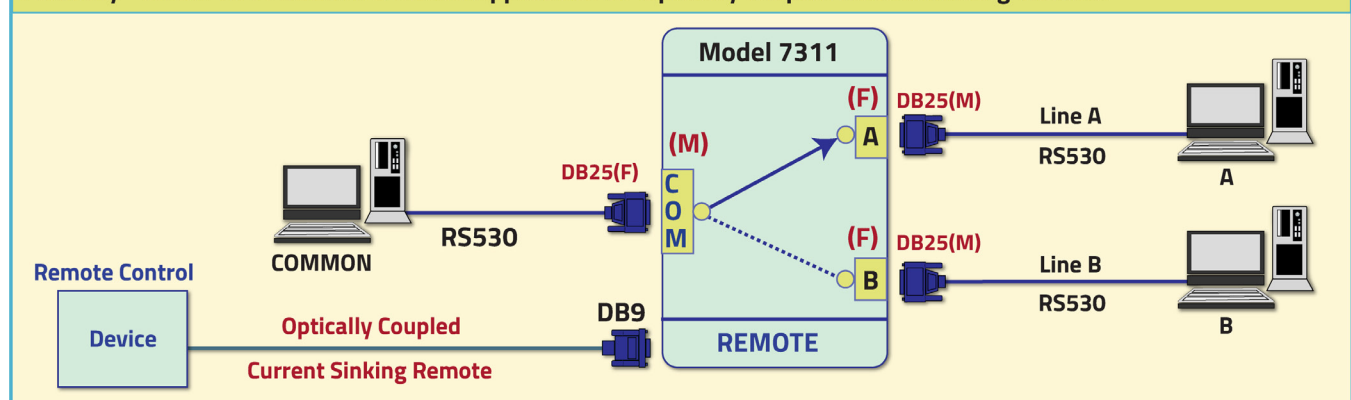 Model 7311
(F)
DB25(M)
Line A
A
RS530
A
(M)
DB25(F)
C
O
M
RS530
COMMON
(F)
DB25(M)
Line B
B
RS530
B
Remote Control
Device
Optically Coupled
Current Sinking Remote
DB9
REMOTE